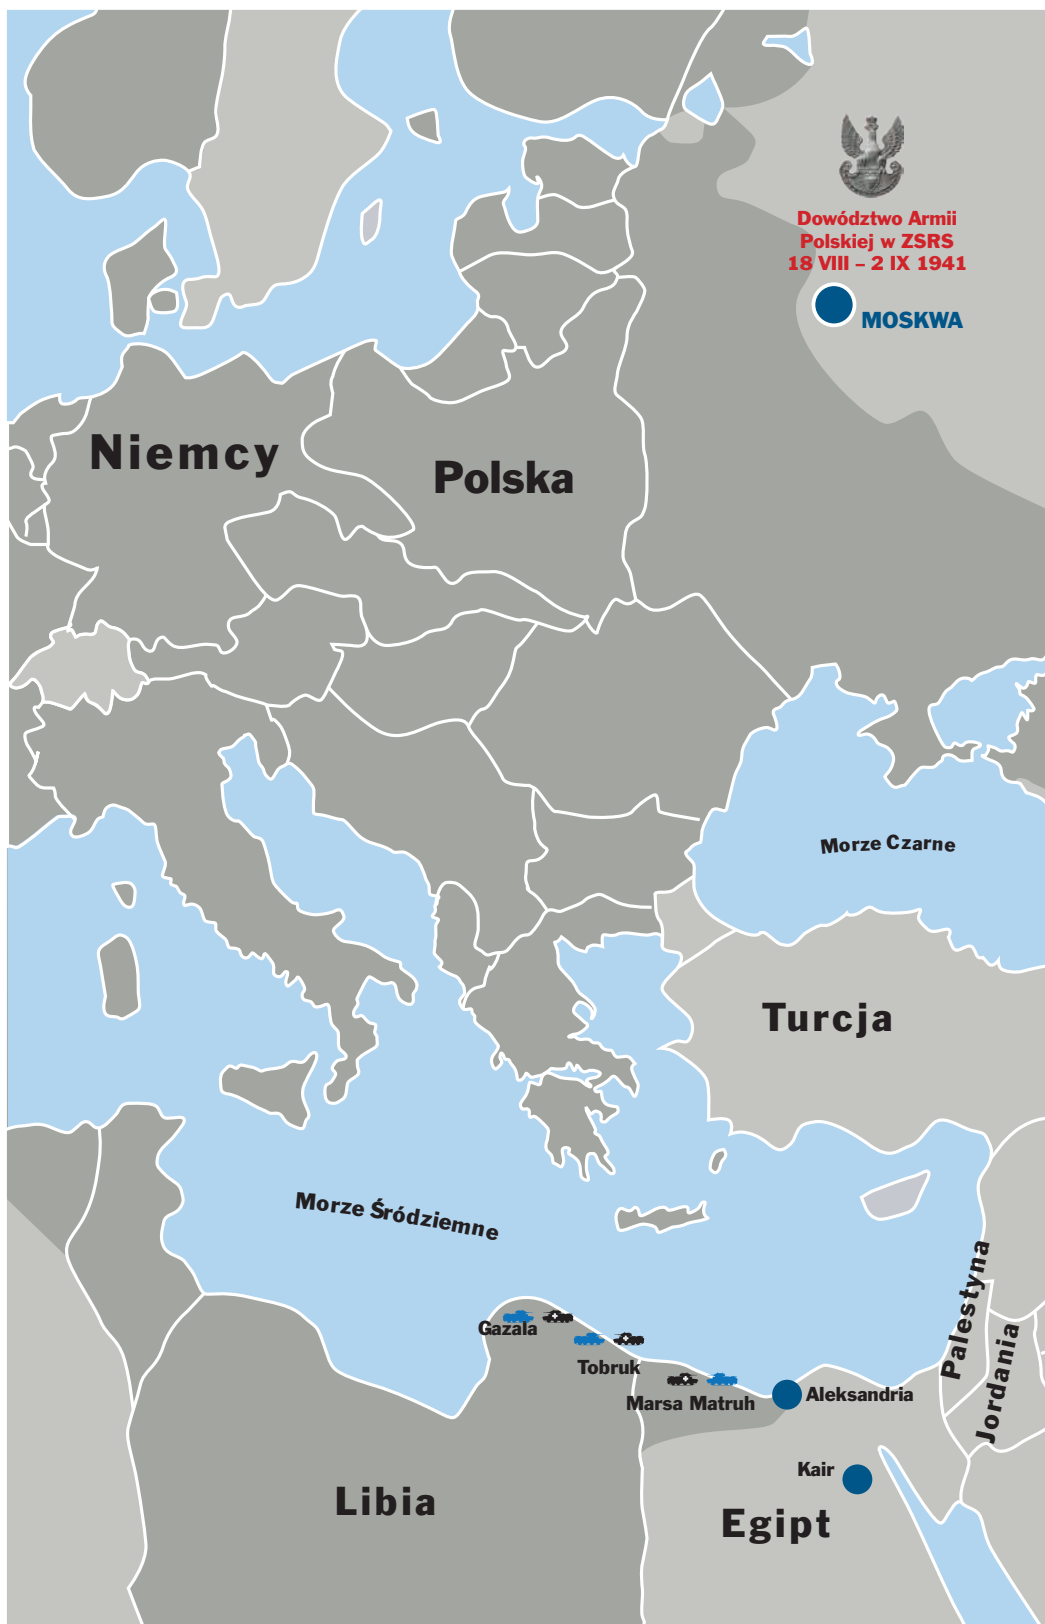 Dowództwo Armii
Polskiej w ZSRS
18 VIII – 2 IX 1941
MOSKWA
Niemcy
Polska
Morze Czarne
Turcja
Morze Śródziemne
Palestyna
Jordania
Gazala
Tobruk
Marsa Matruh
Aleksandria
Kair
Libia
Egipt